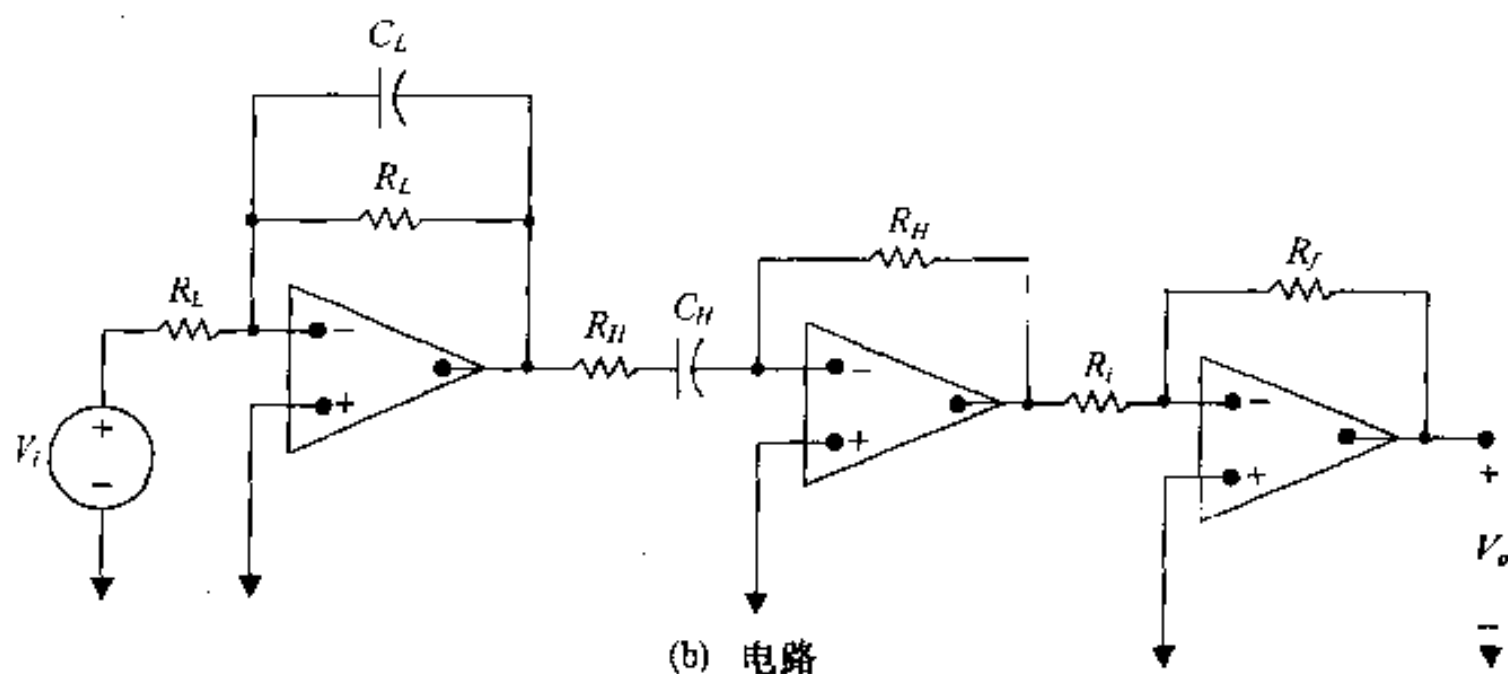 C_L
R_L
R_H
R_f
R_L
C_H
R_H
R_i
−
−
−
+
+
+
V_i
+
−
+
V_o
−
(b) 电路